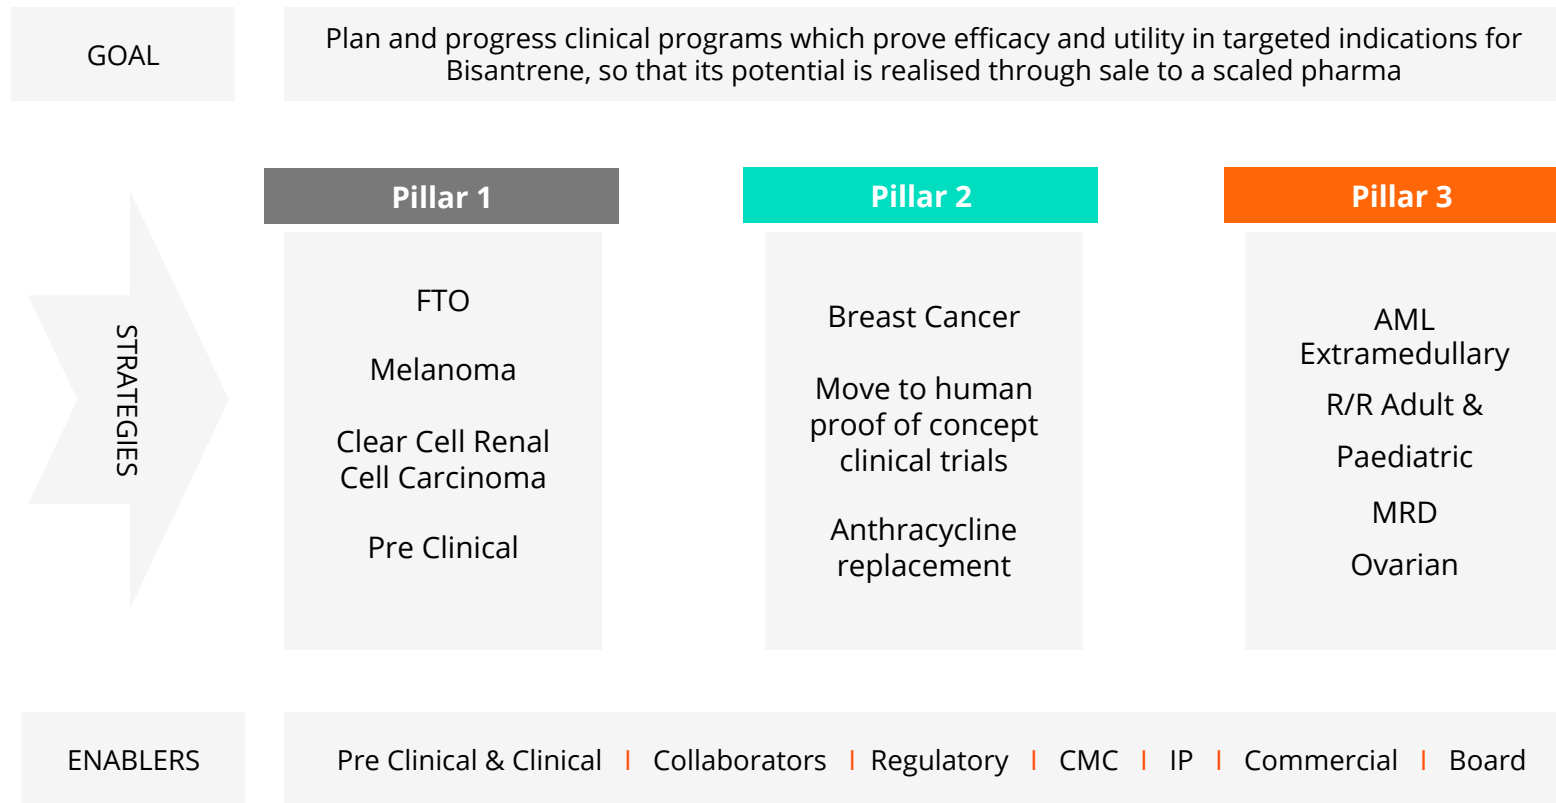 GOAL
Plan and progress clinical programs which prove efficacy and utility in targeted indications for
Bisantrene, so that its potential is realised through sale to a scaled pharma
STRATEGIES
Pillar 1
FTO
Melanoma
Clear Cell Renal
Cell Carcinoma
Pre Clinical
Pillar 2
Breast Cancer
Move to human
proof of concept
clinical trials
Anthracycline
replacement
Pillar 3
AML
Extramedullary
R/R Adult &
Paediatric
MRD
Ovarian
ENABLERS
Pre Clinical & Clinical | Collaborators | Regulatory | CMC | IP | Commercial | Board